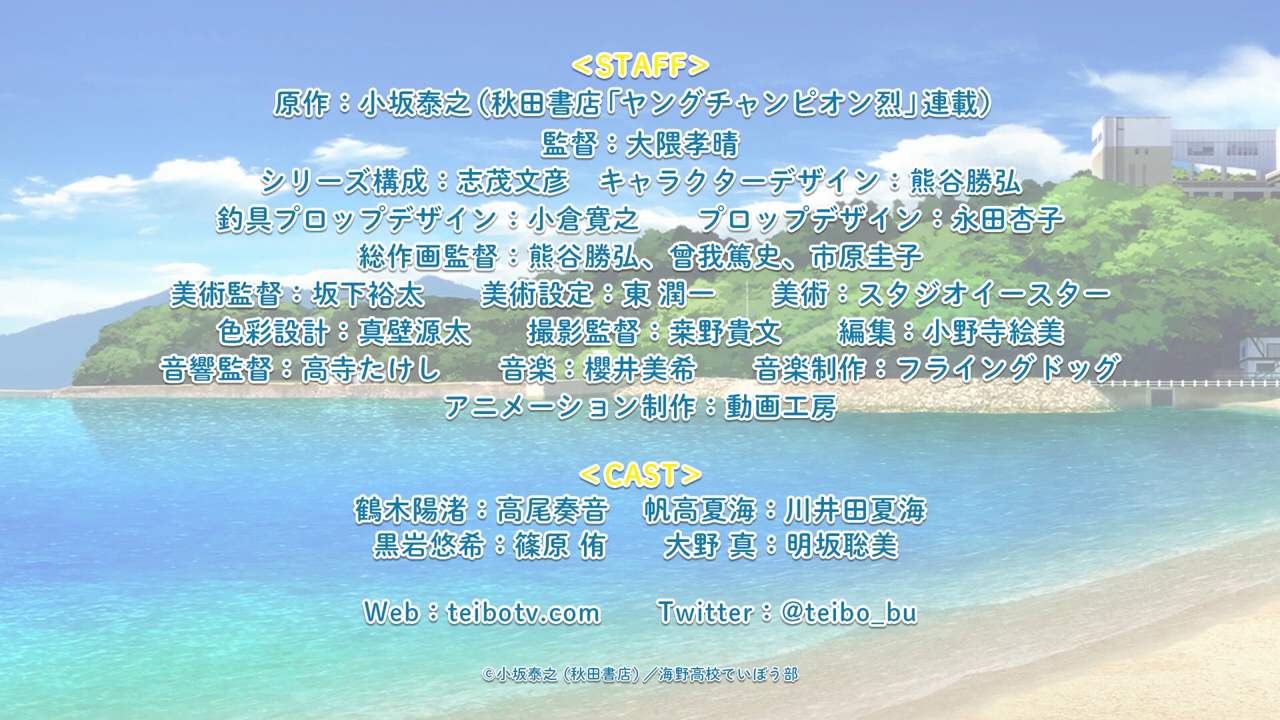 <STAFF>
原作：小坂泰之（秋田書店「ヤングチャンピオン烈」連載）
監督：大隈孝晴
シリーズ構成：志茂文彦　キャラクターデザイン：熊谷勝弘
釣具プロップデザイン：小倉寛之　　プロップデザイン：永田杏子
総作画監督：熊谷勝弘、曾我篤史、市原圭子
美術監督：坂下裕太　　美術設定：東 潤一　　美術：スタジオイースター
色彩設計：真壁源太　　撮影監督：桒野貴文　　編集：小野寺絵美
音響監督：高寺たけし　　音楽：櫻井美希　　音楽制作：フライングドッグ
アニメーション制作：動画工房
<CAST>
鶴木陽渚：高尾奏音　帆高夏海：川井田夏海
黒岩悠希：篠原 侑　　大野 真：明坂聡美
Web：teibotv.com　　Twitter：@teibo_bu
©小坂泰之（秋田書店）／海野高校ていぼう部